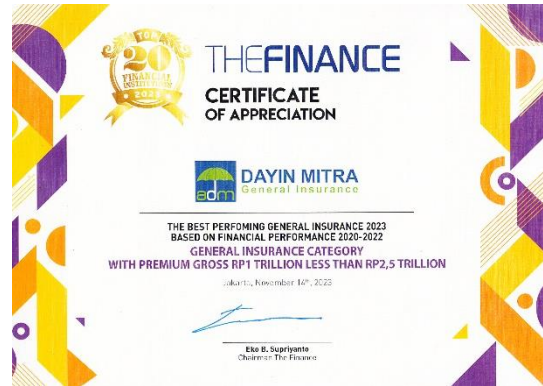 TOP
20
FINANCIAL
INSTITUTION
2023
THEFINANCE
CERTIFICATE
OF APPRECIATION
adm
DAYIN MITRA
General Insurance
THE BEST PERFOMING GENERAL INSURANCE 2023
BASED ON FINANCIAL PERFORMANCE 2020-2022
GENERAL INSURANCE CATEGORY
WITH PREMIUM GROSS RP1 TRILLION LESS THAN RP2,5 TRILLION
Jakarta, November 14th, 2023
Eko B. Supriyanto
Chairman The Finance